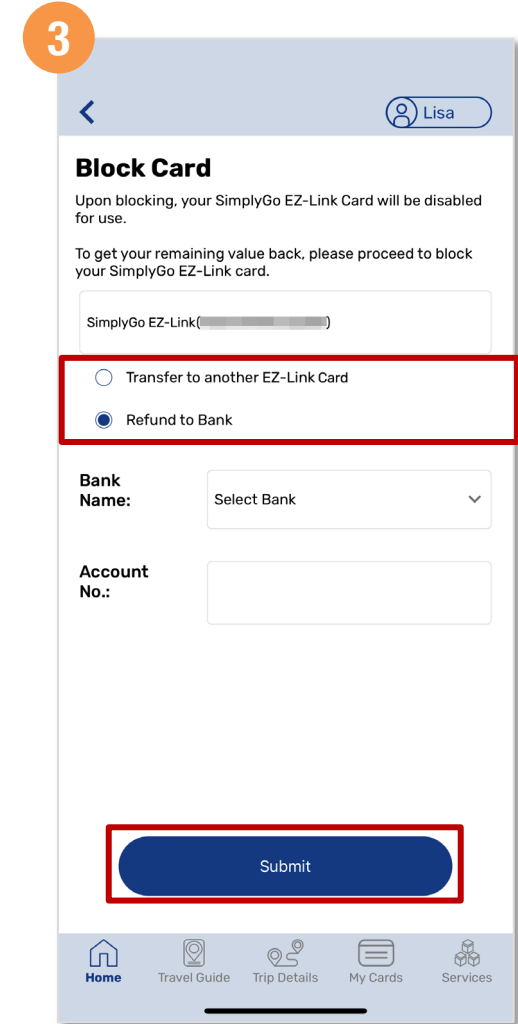 3
Lisa
Block Card
Upon blocking, your SimplyGo EZ-Link Card will be disabled
for use.
To get your remaining value back, please proceed to block
your SimplyGo EZ-Link card.
SimplyGo EZ-Link( )
Transfer to another EZ-Link Card
Refund to Bank
Bank
Name:
Select Bank
Account
No.:
Submit
Home Travel Guide Trip Details My Cards Services